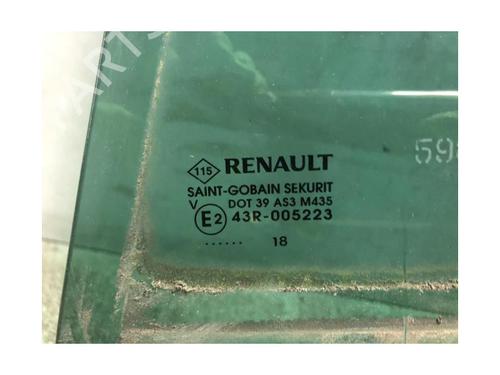 115 RENAULT
SAINT-GOBAIN SEKURIT
V DOT 39 AS3 M435
E2 43R-005223
...... 18